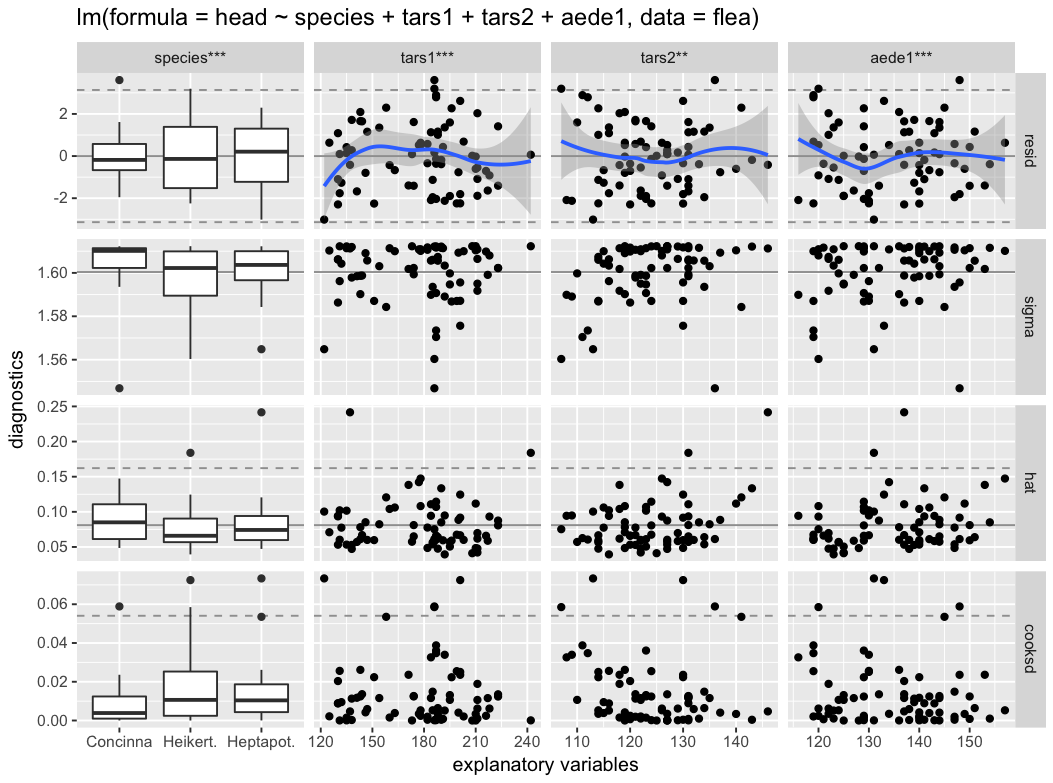 lm(formula = head ~ species + tars1 + tars2 + aede1, data = flea)
species*** tars1*** tars2** aede1***
2
0
-2
resid
1.60
1.58
1.56
sigma
0.25
0.20
0.15
0.10
0.05
hat
0.06
0.04
0.02
0.00
cooksd
diagnostics
Concinna Heikert. Heptapot. 120 150 180 210 240 110 120 130 140 120 130 140 150
explanatory variables